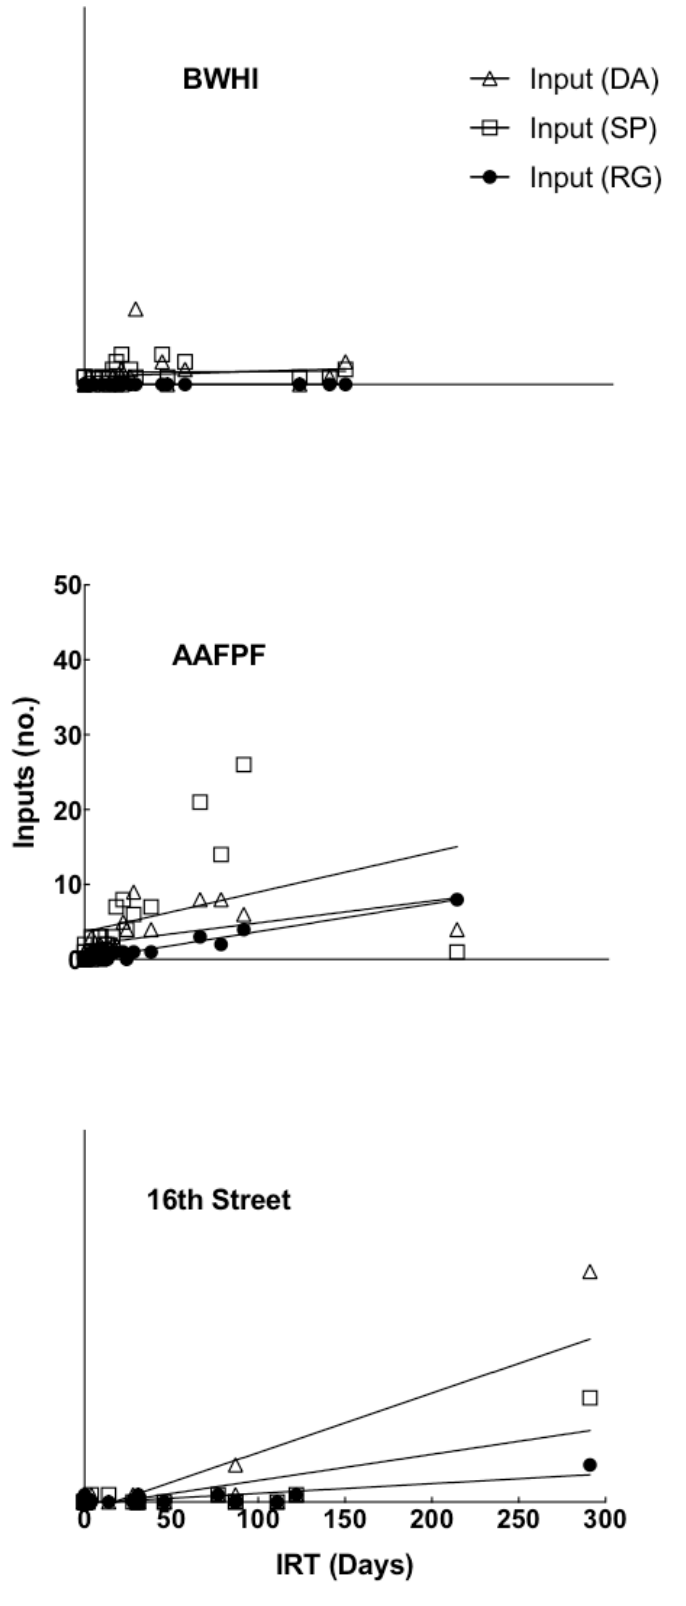 BWHI
Input (DA)
Input (SP)
Input (RG)
50
AAFPF
40
30
20
10
0
Inputs (no.)
16th Street
0 50 100 150 200 250 300
IRT (Days)